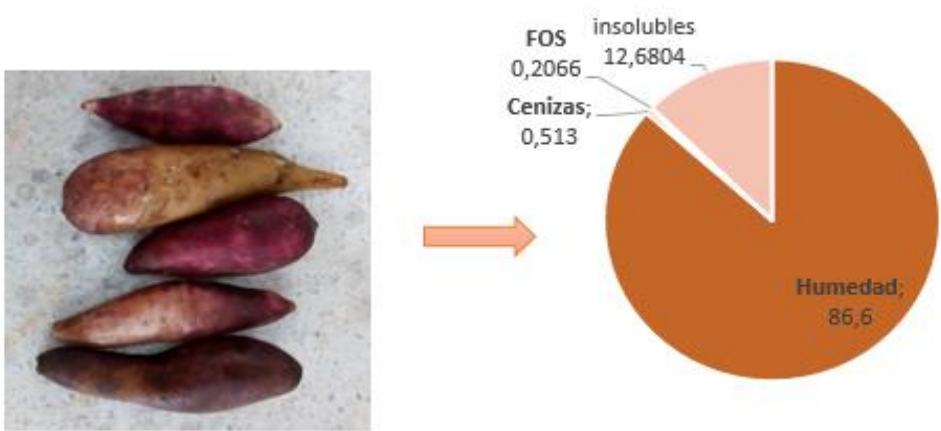 FOS
0,2066
insolubles
12,6804
Cenizas;
0,513
Humedad;
86,6